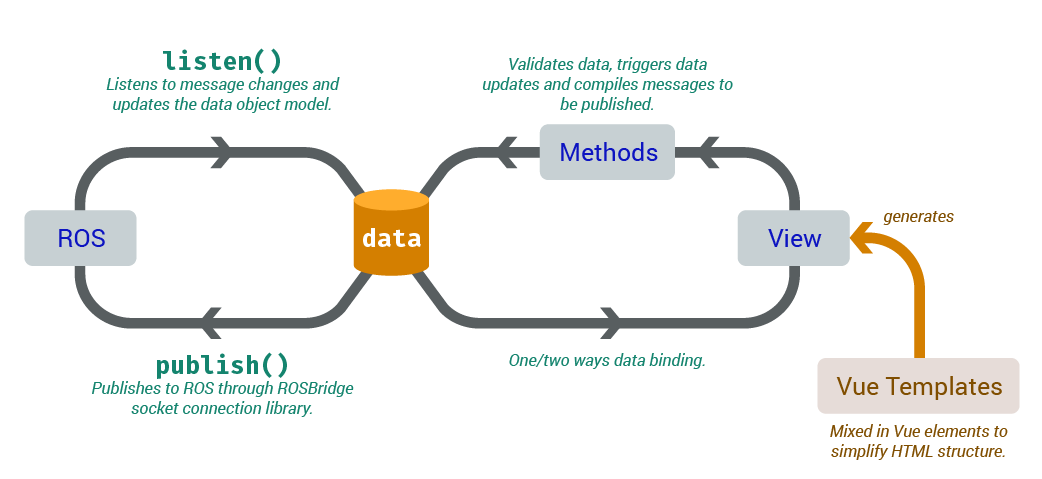 listen()
Listens to message changes and
updates the data object model.
Validates data, triggers data
updates and compiles messages to
be published.
Methods
ROS
data
View
generates
publish()
Publishes to ROS through ROSBridge
socket connection library.
One/two ways data binding.
Vue Templates
Mixed in Vue elements to
simplify HTML structure.